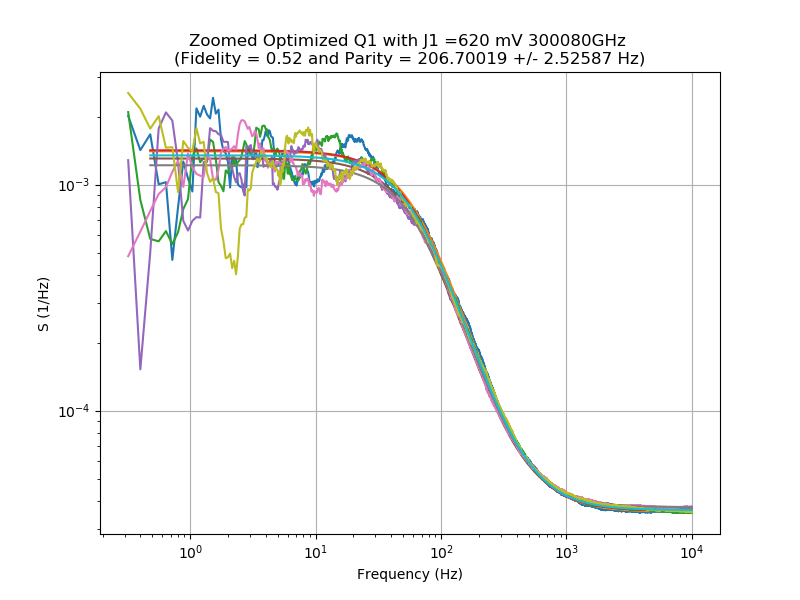 Zoomed Optimized Q1 with J1 =620 mV 300080GHz
(Fidelity = 0.52 and Parity = 206.70019 +/- 2.52587 Hz)
S (1/Hz)
10⁻³
10⁻⁴
10⁰ 10¹ 10² 10³ 10⁴
Frequency (Hz)